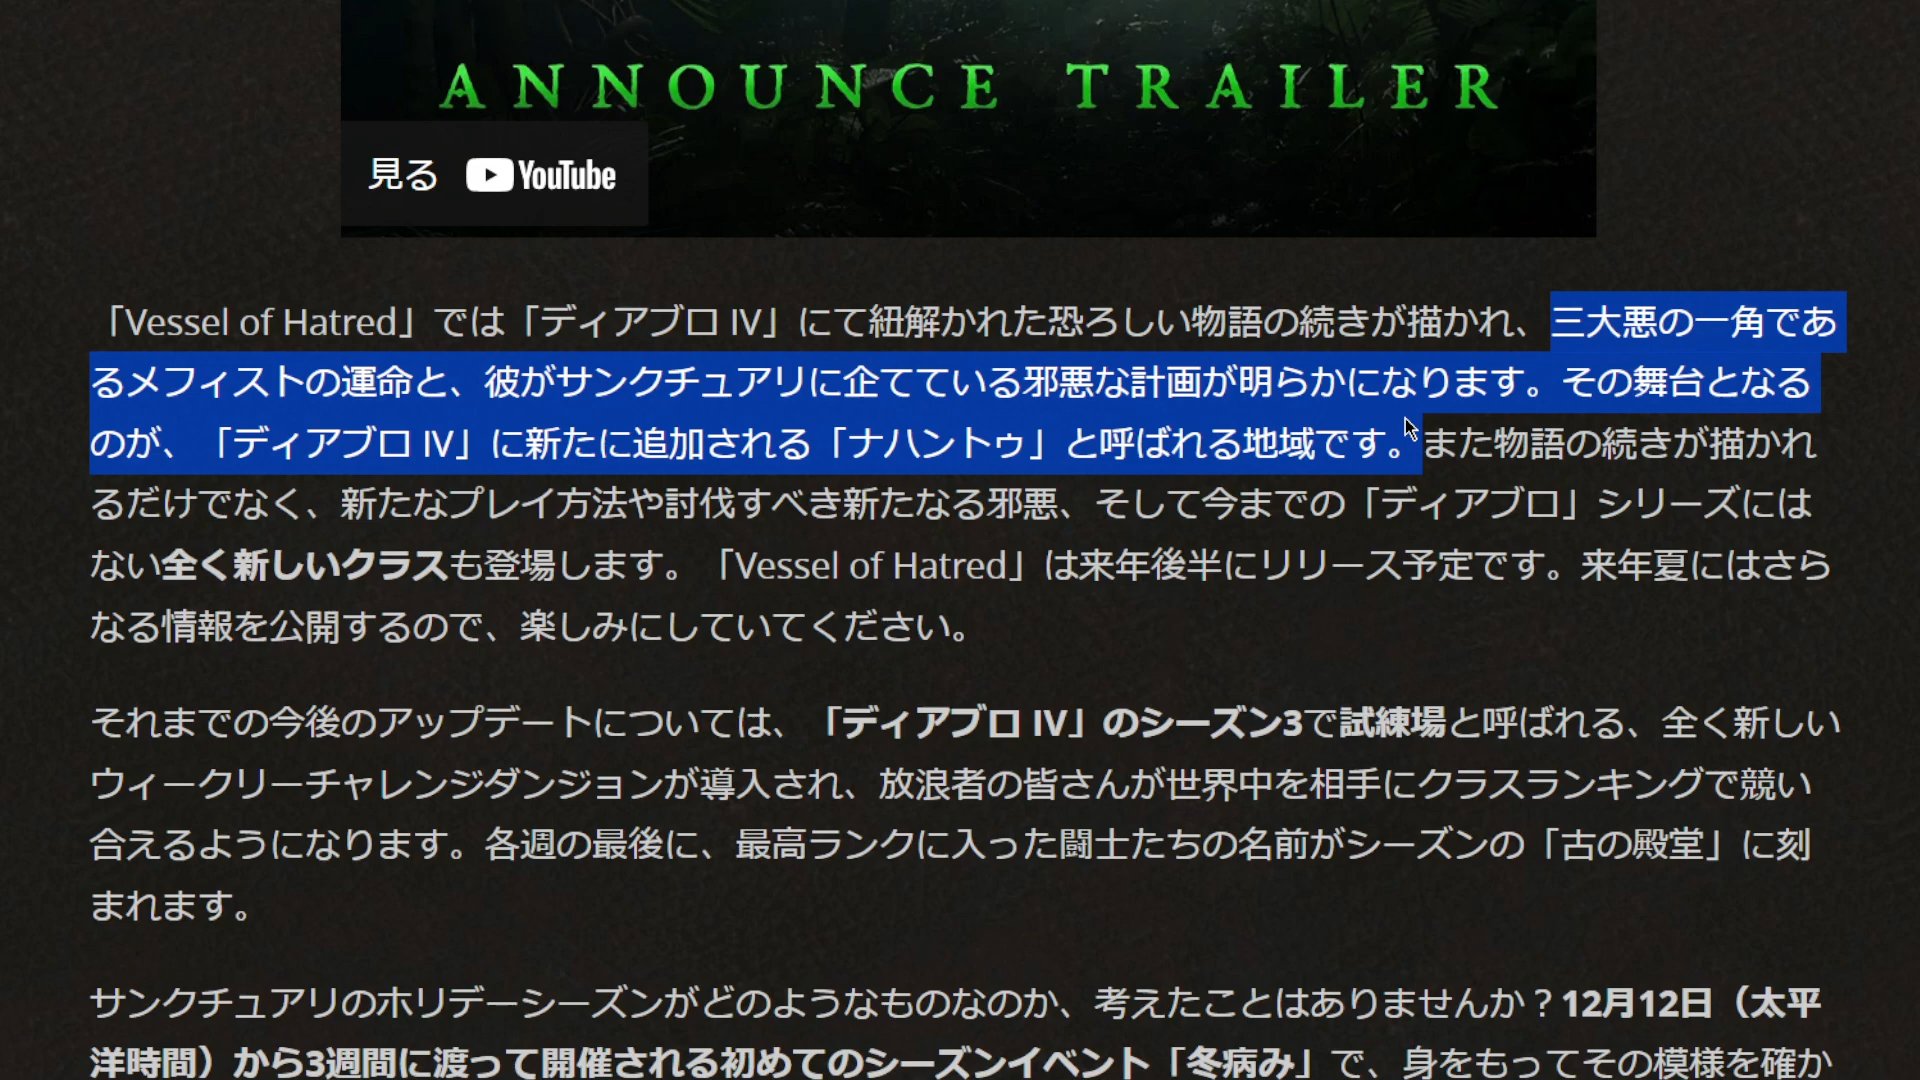 ANNOUNCE TRAILER
見る YouTube
「Vessel of Hatred」では「ディアブロ IV」にて紐解かれた恐ろしい物語の続きが描かれ、三大悪の一角であ
るメフィストの運命と、彼がサンクチュアリに企てている邪悪な計画が明らかになります。その舞台となる
のが、「ディアブロ IV」に新たに追加される「ナハントゥ」と呼ばれる地域です。また物語の続きが描かれ
るだけでなく、新たなプレイ方法や討伐すべき新たなる邪悪、そして今までの「ディアブロ」シリーズには
ない全く新しいクラスも登場します。「Vessel of Hatred」は来年後半にリリース予定です。来年夏にはさら
なる情報を公開するので、楽しみにしていてください。
それまでの今後のアップデートについては、「ディアブロ IV」のシーズン3で試練場と呼ばれる、全く新しい
ウィークリーチャレンジダンジョンが導入され、放浪者の皆さんが世界中を相手にクラスランキングで競い
合えるようになります。各週の最後に、最高ランクに入った闘士たちの名前がシーズンの「古の殿堂」に刻
まれます。
サンクチュアリのホリデーシーズンがどのようなものなのか、考えたことはありませんか？12月12日（太平
洋時間）から3週間に渡って開催される初めてのシーズンイベント「冬病み」で、身をもってその模様を確か